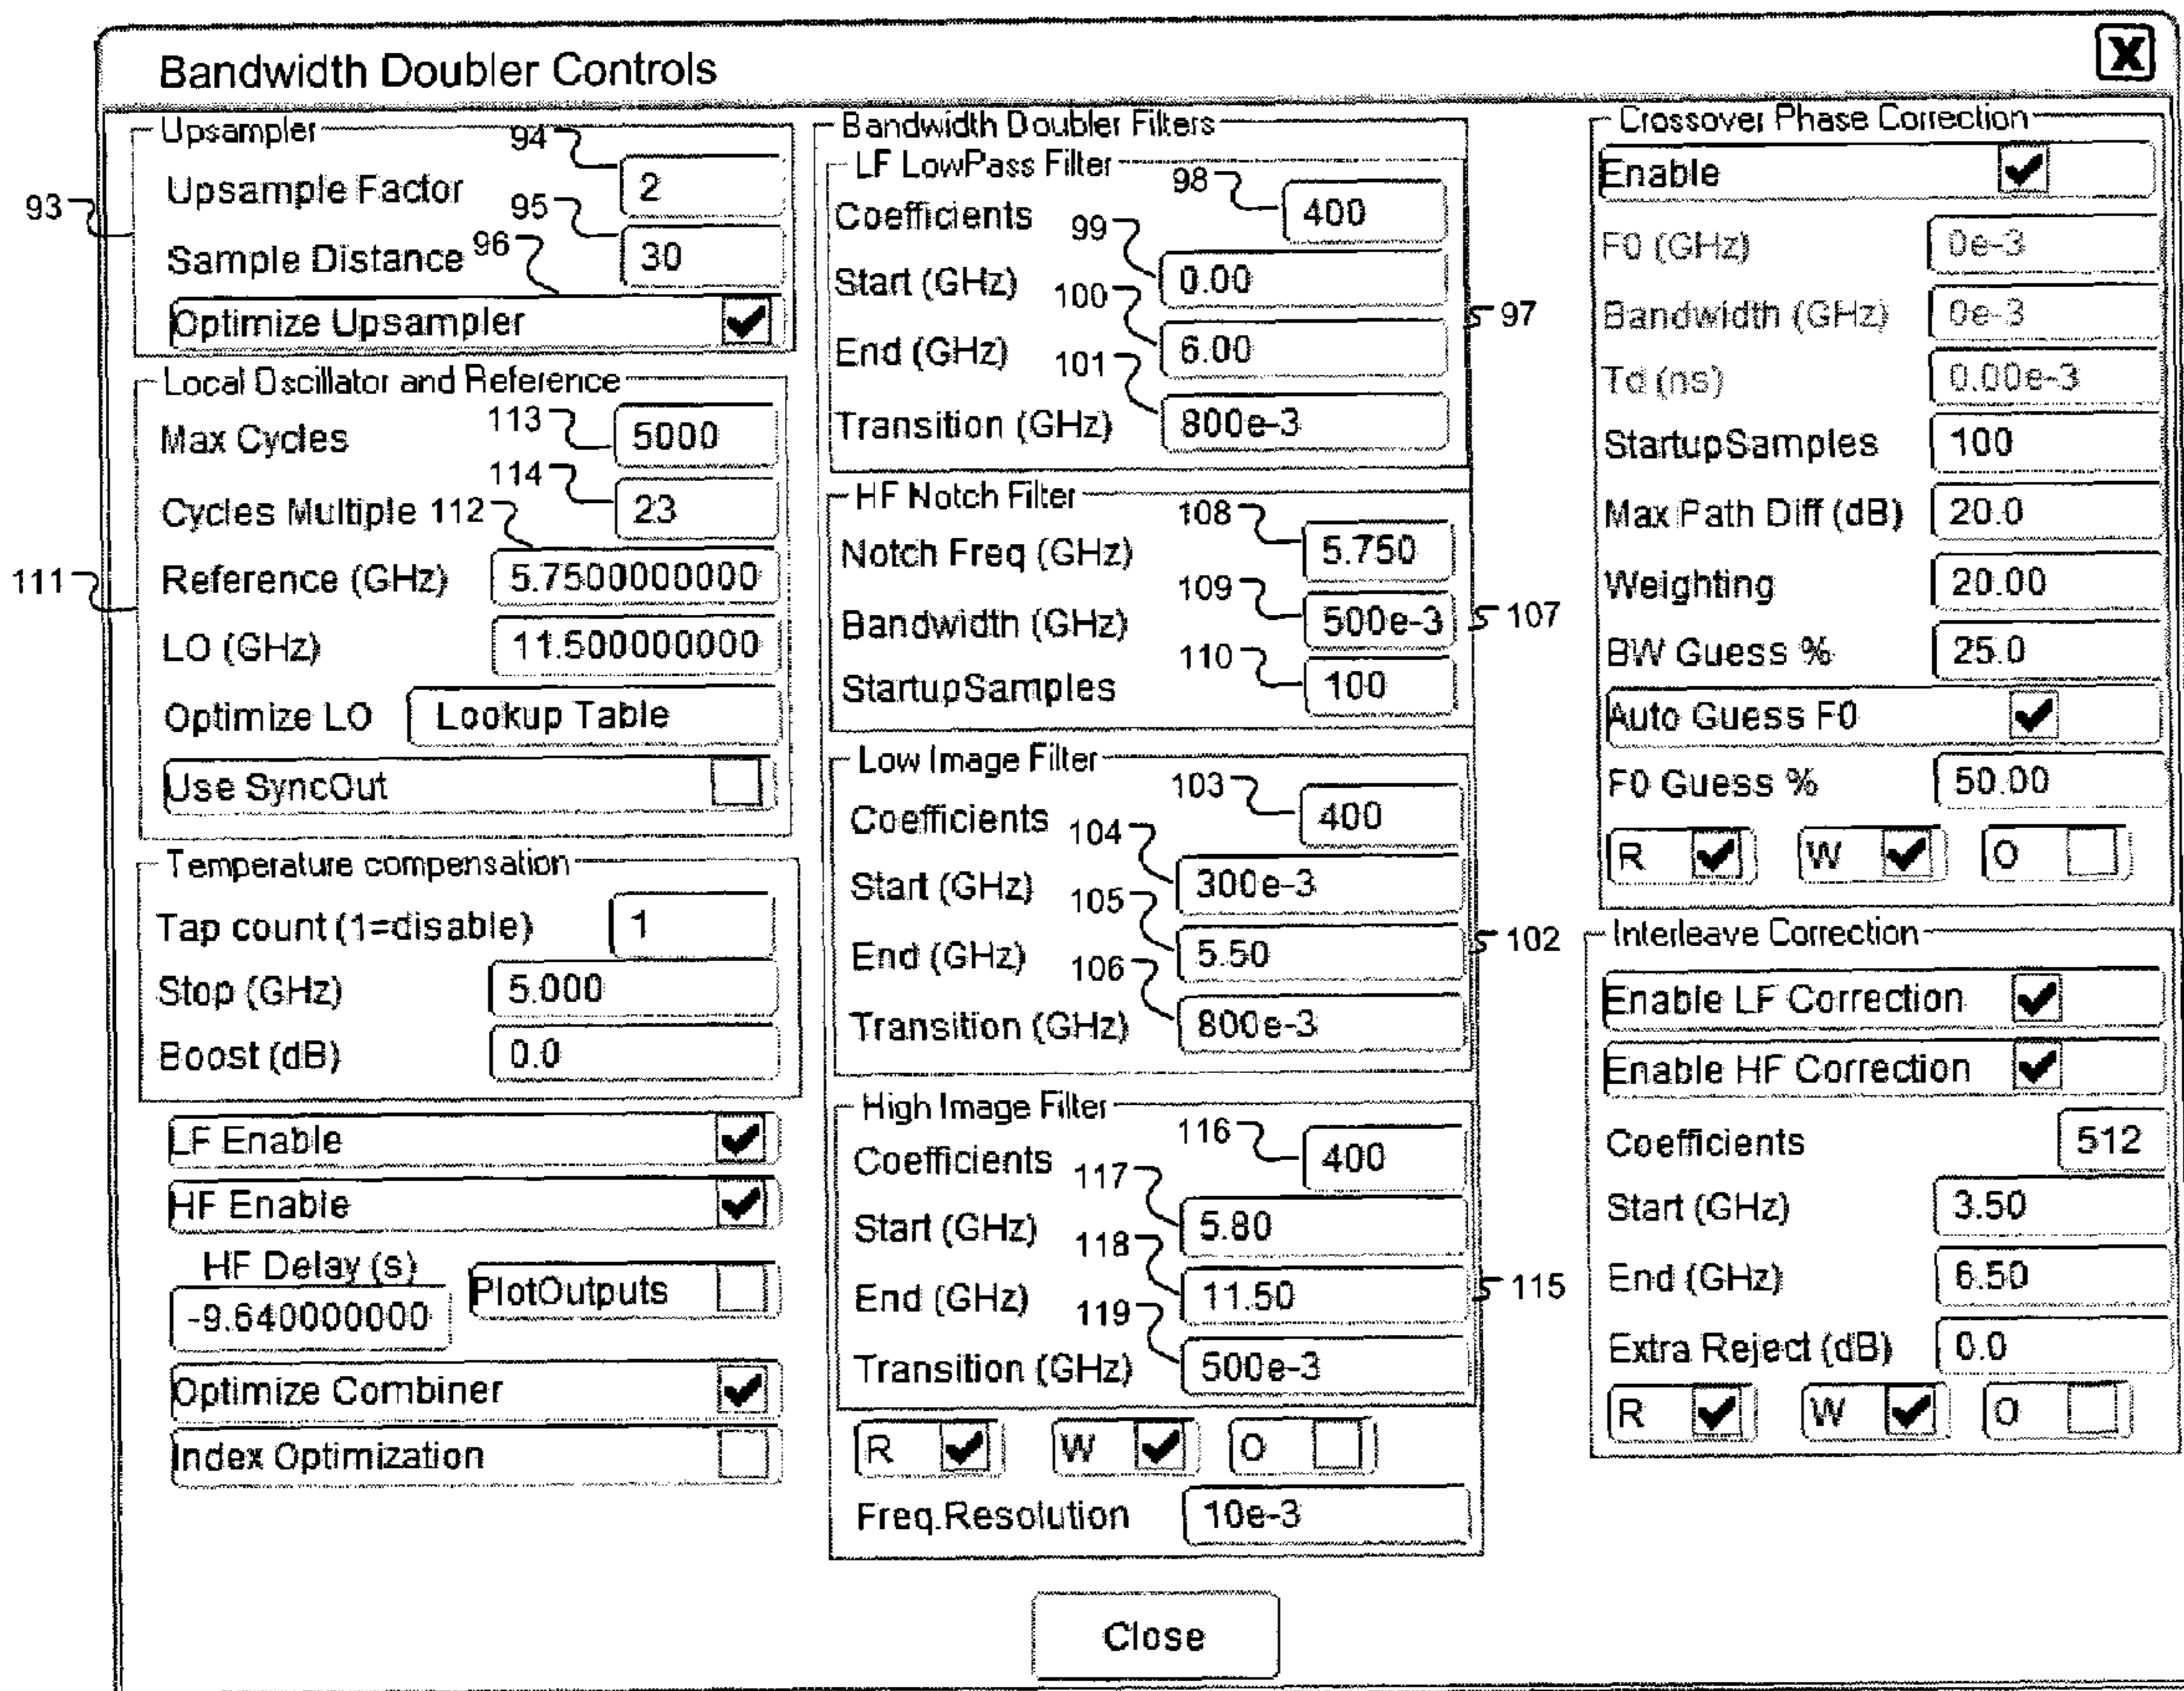 Bandwidth Doubler Controls X
Upsampler
94
Upsample Factor 2
93
95
Sample Distance 30
96
Optimize Upsampler
Local Oscillator and Reference
113
Max Cycles 5000
114
Cycles Multiple 23
112
111
Reference (GHz) 5.7500000000
LO (GHz) 11.500000000
Optimize LO Lookup Table
Use SyncOut
Temperature compensation
Tap count (1=disable) 1
Stop (GHz) 5.000
Boost (dB) 0.0
LF Enable
HF Enable
HF Delay (s)
-9.640000000
PlotOutputs
Optimize Combiner
Index Optimization
Bandwidth Doubler Filters
LF LowPass Filter
98
Coefficients 400
99
Start (GHz) 0.00
100
97
End (GHz) 6.00
101
Transition (GHz) 800e-3
HF Notch Filter
108
Notch Freq (GHz) 5.750
109
107
Bandwidth (GHz) 500e-3
110
StartupSamples 100
Low Image Filter
103
Coefficients 400
104
Start (GHz) 300e-3
105
102
End (GHz) 5.50
106
Transition (GHz) 800e-3
High Image Filter
116
Coefficients 400
117
Start (GHz) 5.80
118
115
End (GHz) 11.50
119
Transition (GHz) 500e-3
R W O
Freq.Resolution 10e-3
Crossover Phase Correction
Enable
F0 (GHz) 0e-3
Bandwidth (GHz) 0e-3
Td (ns) 0.00e-3
StartupSamples 100
Max Path Diff (dB) 20.0
Weighting 20.00
BW Guess % 25.0
Auto Guess F0
F0 Guess % 50.00
R W O
Interleave Correction
Enable LF Correction
Enable HF Correction
Coefficients 512
Start (GHz) 3.50
End (GHz) 6.50
Extra Reject (dB) 0.0
R W O
Close